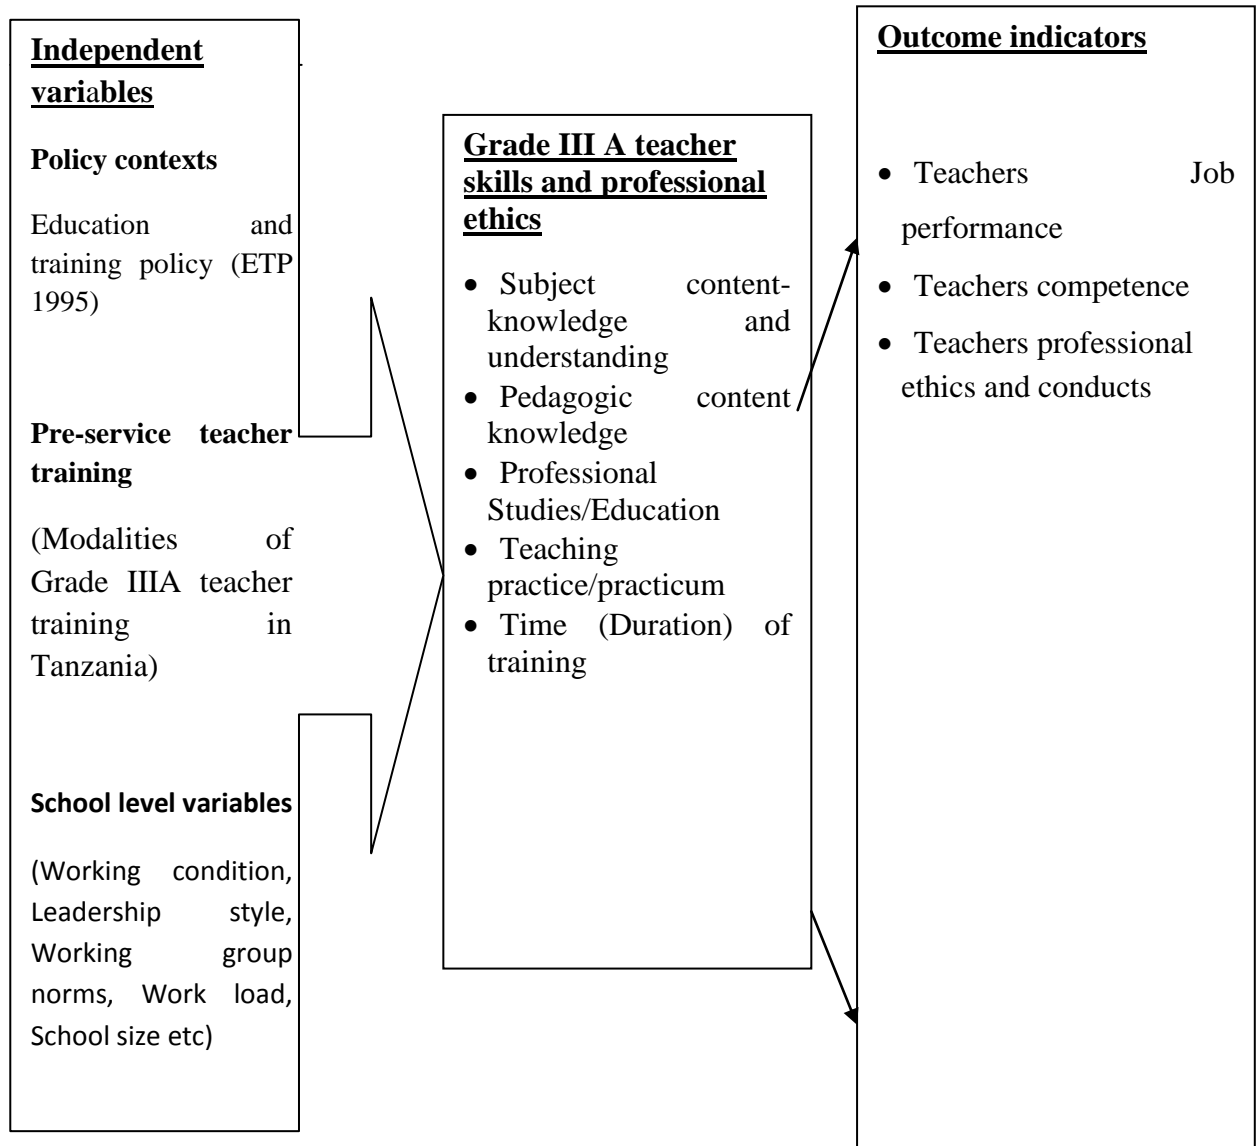 Independent
variables
Policy contexts
Education and
training policy (ETP
1995)
Pre-service teacher
training
(Modalities of
Grade IIIA teacher
training in
Tanzania)
School level variables
(Working condition,
Leadership style,
Working group
norms, Work load,
School size etc)
Grade III A teacher
skills and professional
ethics
• Subject content-
knowledge and
understanding
• Pedagogic content
knowledge
• Professional
Studies/Education
• Teaching
practice/practicum
• Time (Duration) of
training
Outcome indicators
• Teachers Job
performance
• Teachers competence
• Teachers professional
ethics and conducts